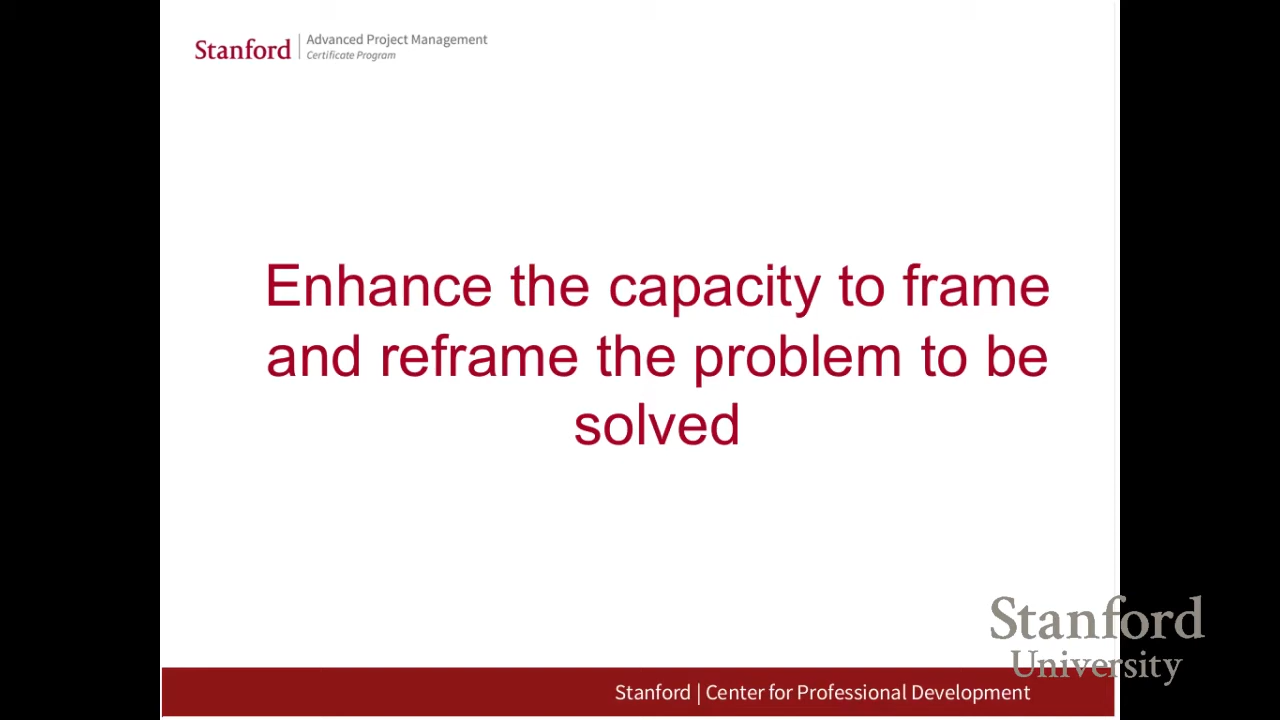 Stanford | Advanced Project Management
Certificate Program
Enhance the capacity to frame
and reframe the problem to be
solved
Stanford
University
Stanford | Center for Professional Development